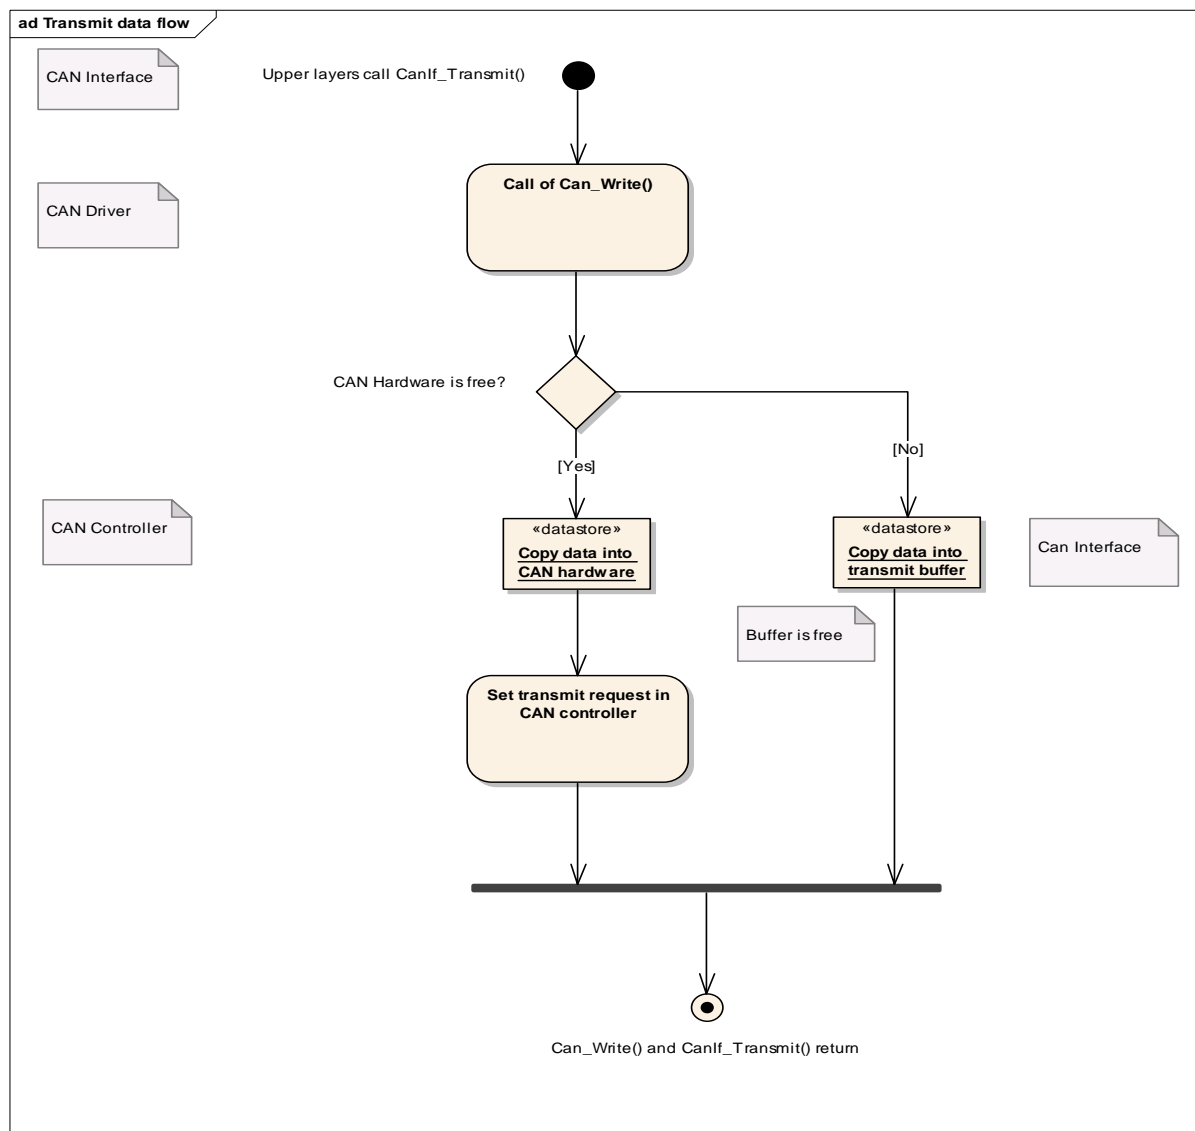 ad Transmit data flow
CAN Interface
Upper layers call CanIf_Transmit()
Call of Can_Write()
CAN Driver
CAN Hardware is free?
[No]
[Yes]
CAN Controller
«datastore»
Copy data into
CAN hardware
«datastore»
Copy data into
transmit buffer
Can Interface
Buffer is free
Set transmit request in
CAN controller
Can_Write() and CanIf_Transmit() return